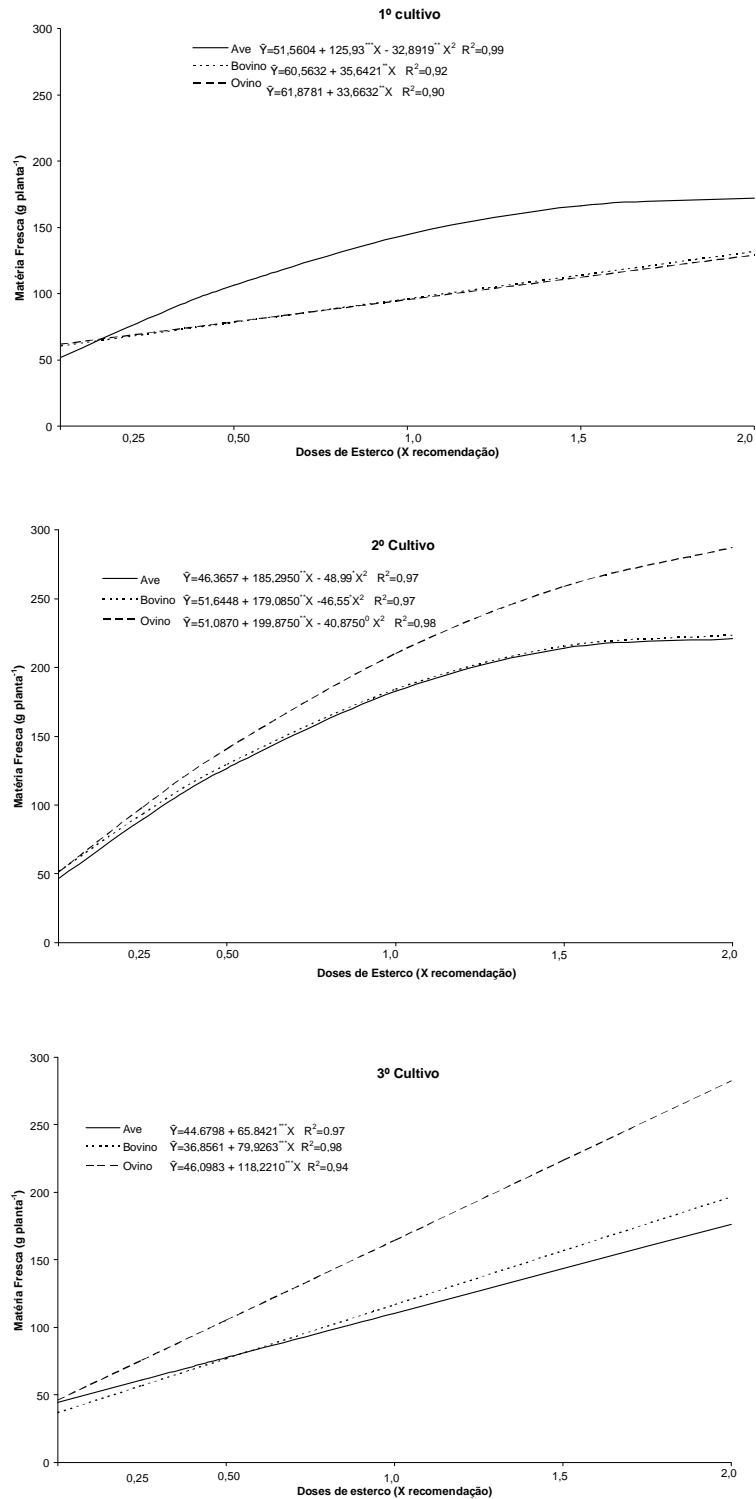 1º cultivo
Ave Ŷ=51,5604 + 125,93***X - 32,8919** X² R²=0,99
Bovino Ŷ=60,5632 + 35,6421**X R²=0,92
Ovino Ŷ=61,8781 + 33,6632**X R²=0,90
Matéria Fresca (g planta⁻¹)
300
250
200
150
100
50
0
0,25 0,50 1,0 1,5 2,0
Doses de Esterco (X recomendação)
2º Cultivo
Ave Ŷ=46,3657 + 185,2950**X - 48,99*X² R²=0,97
Bovino Ŷ=51,6448 + 179,0850**X -46,55*X² R²=0,97
Ovino Ŷ=51,0870 + 199,8750**X - 40,8750⁰ X² R²=0,98
Matéria Fresca (g planta⁻¹)
300
250
200
150
100
50
0
0,25 0,50 1,0 1,5 2,0
Doses de Esterco (X recomendação)
3º Cultivo
Ave Ŷ=44.6798 + 65.8421***X R²=0.97
Bovino Ŷ=36,8561 + 79,9263***X R²=0,98
Ovino Ŷ=46,0983 + 118,2210***X R²=0,94
Matéria Fresca (g planta⁻¹)
300
250
200
150
100
50
0
0,25 0,50 1,0 1,5 2,0
Doses de esterco (X recomendação)